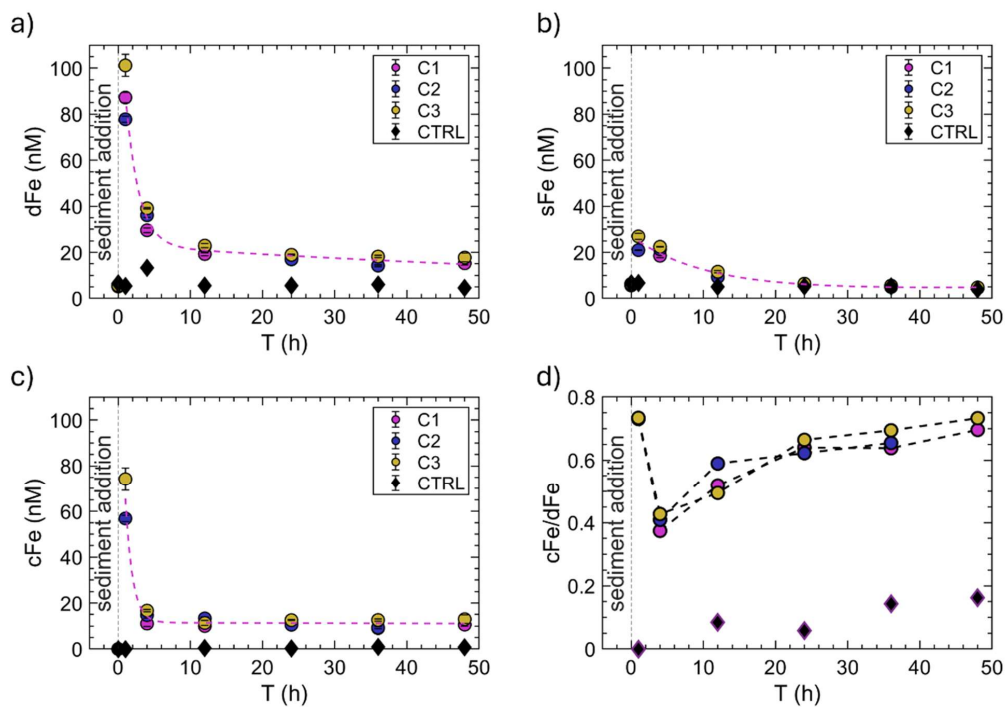 a)
dFe (nM)
100
80
60
40
20
0
sediment addition
C1
C2
C3
CTRL
0 10 20 30 40 50
T (h)
b)
sFe (nM)
100
80
60
40
20
0
sediment addition
C1
C2
C3
CTRL
0 10 20 30 40 50
T (h)
c)
cFe (nM)
100
80
60
40
20
0
sediment addition
C1
C2
C3
CTRL
0 10 20 30 40 50
T (h)
d)
cFe/dFe
0.8
0.6
0.4
0.2
0
sediment addition
0 10 20 30 40 50
T (h)